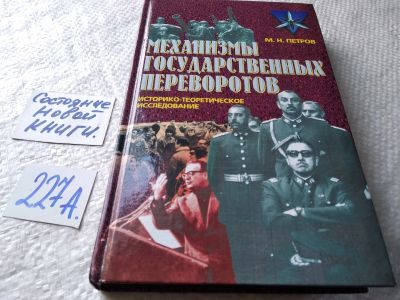 М. Н. ПЕТРОВ
МЕХАНИЗМЫ
ГОСУДАРСТВЕННЫХ
ПЕРЕВОРОТОВ
ИСТОРИКО-ТЕОРЕТИЧЕСКОЕ
ИССЛЕДОВАНИЕ
Состояние
новой
книги.
227А.